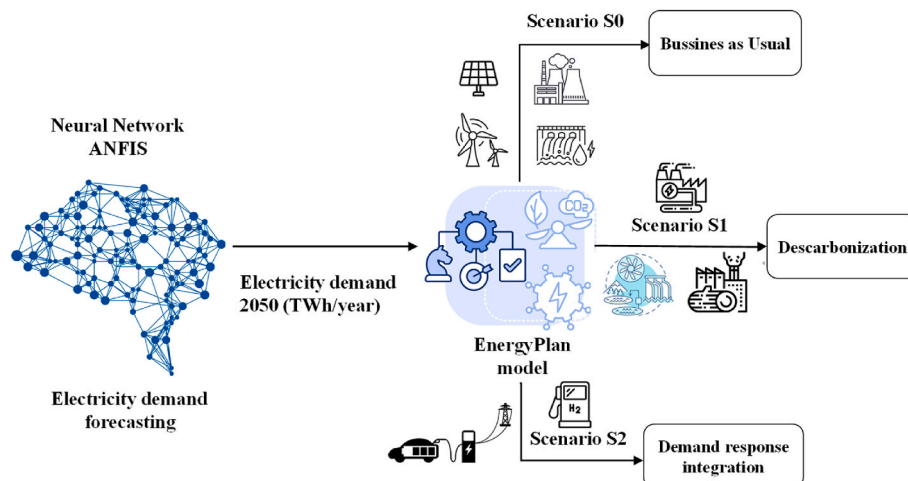 Scenario S0
Bussines as Usual
Neural Network
ANFIS
CO₂
Scenario S1
Descarbonization
Electricity demand
2050 (TWh/year)
EnergyPlan
model
Electricity demand
forecasting
H₂
Scenario S2
Demand response
integration